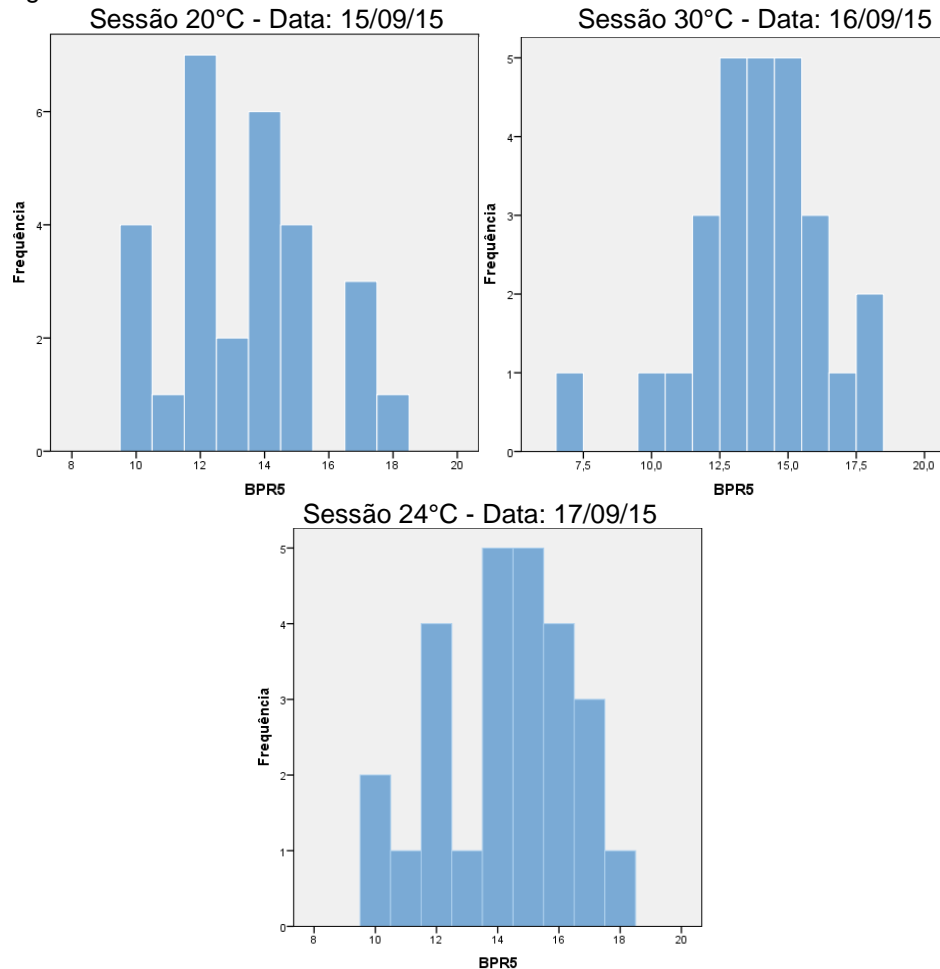 Sessão 20°C - Data: 15/09/15
Frequência
6
4
2
0
8 10 12 14 16 18 20
BPR5
Sessão 30°C - Data: 16/09/15
Frequência
5
4
3
2
1
0
7,5 10,0 12,5 15,0 17,5 20,0
BPR5
Sessão 24°C - Data: 17/09/15
Frequência
5
4
3
2
1
0
8 10 12 14 16 18 20
BPR5